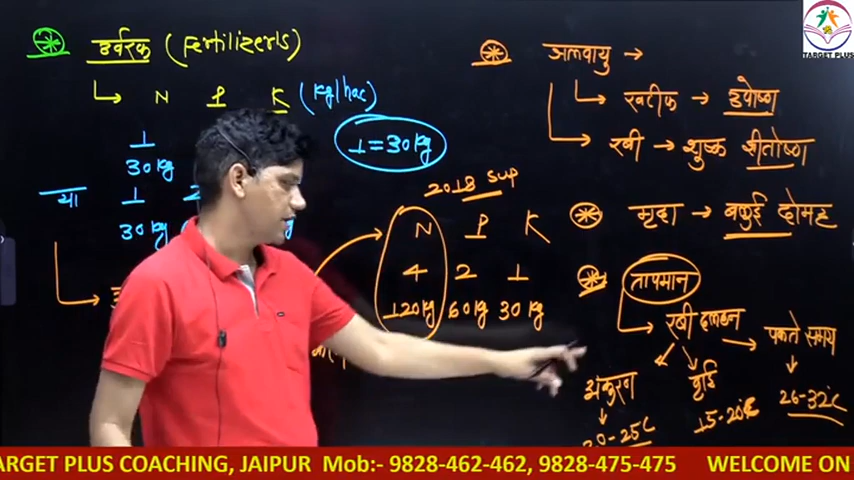 उर्वरक (Fertilizers)
N P K (Kg/hac)
1
30 Kg
1 = 30 Kg
या 1 2
30 Kg
2018 Sup
N P K
4 2 1
120 Kg 60 Kg 30 Kg
जलवायु →
खरीफ → उपोष्ण
रबी → शुष्क शीतोष्ण
मृदा → बलुई दोमट
तापमान
रबी दलहन
पकते समय
26-32°C
अंकुरण
वृद्धि
15-20°C
20-25°C
TARGET PLUS
TARGET PLUS COACHING, JAIPUR Mob:- 9828-462-462, 9828-475-475 WELCOME ON